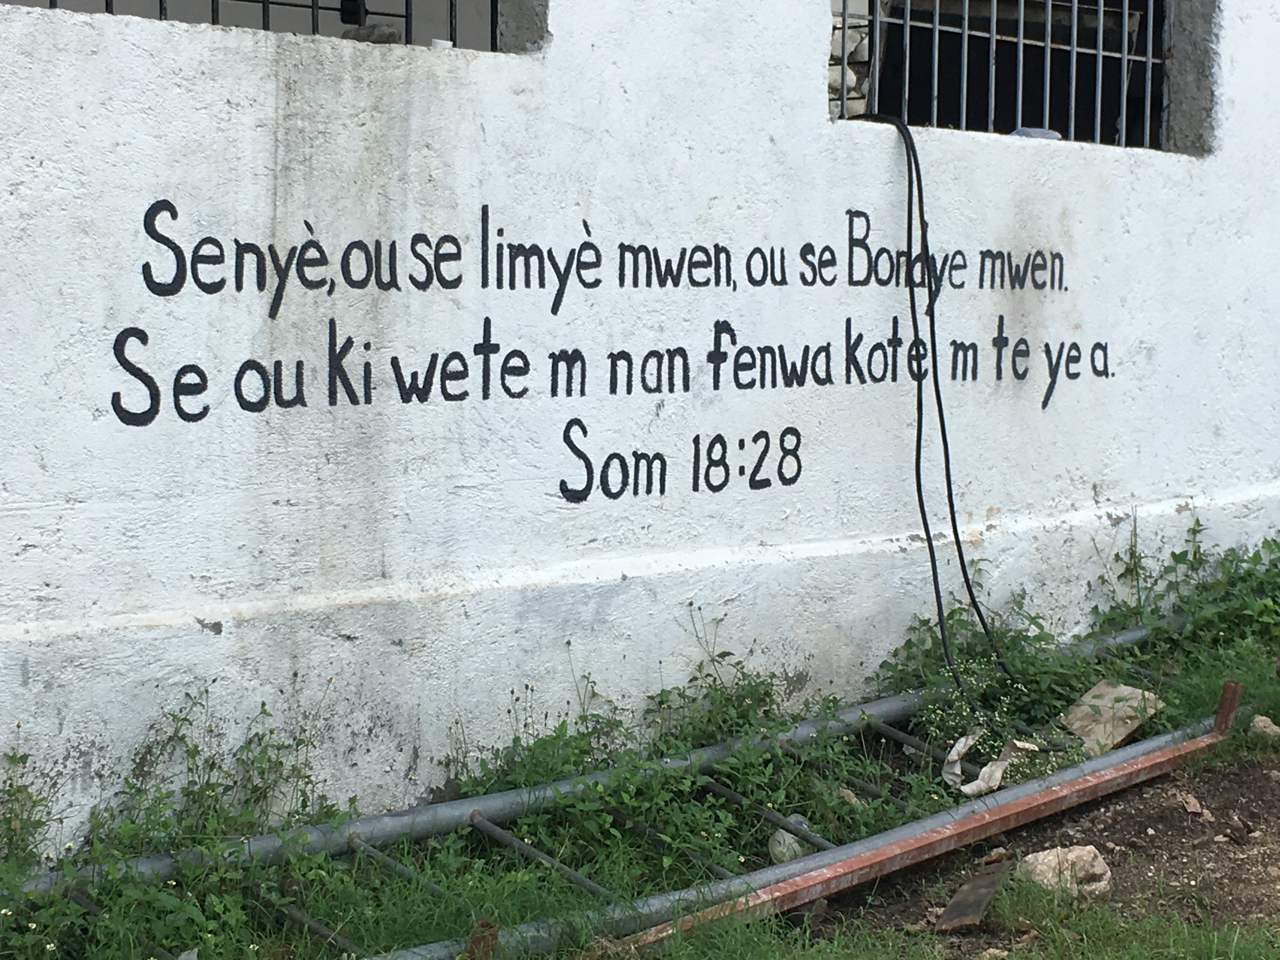 Senyè, ou se limyè mwen, ou se Bondye mwen.
Se ou ki wete m nan fenwa kote m te ye a.
Som 18:28